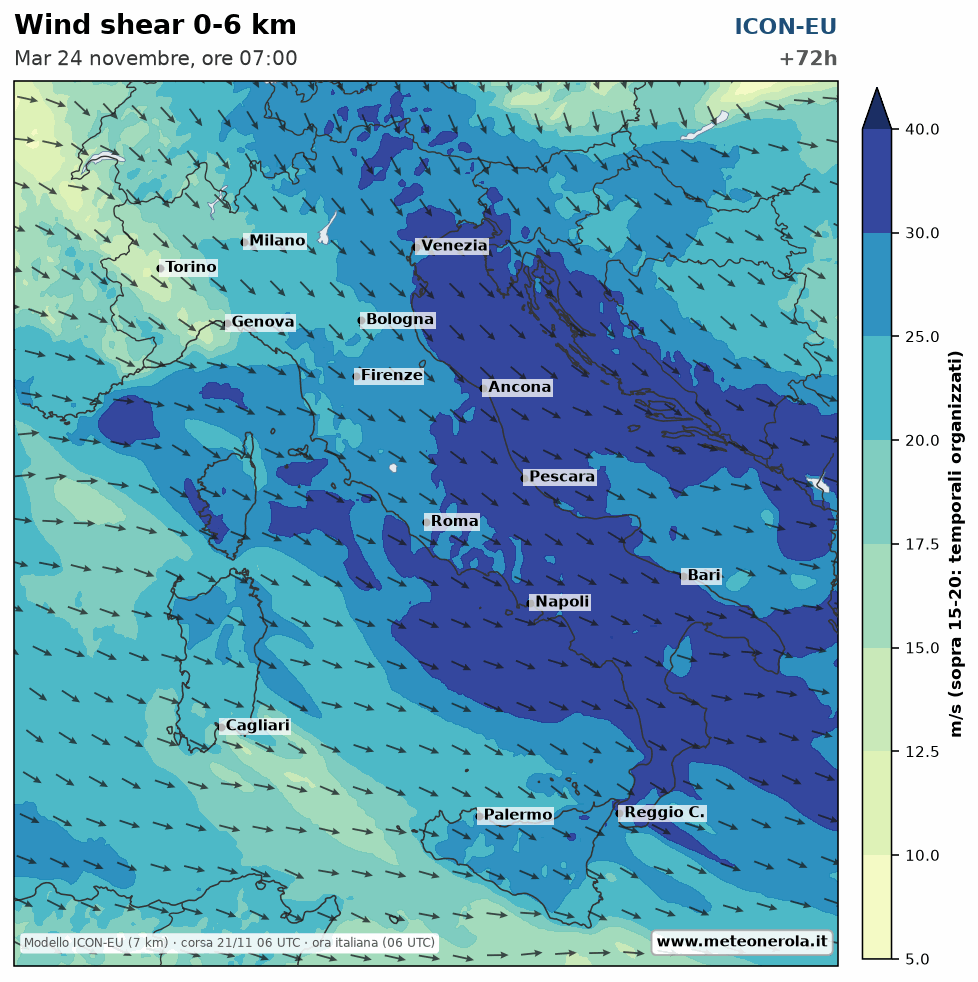 Wind shear 0-6 km
ICON-EU
Mar 24 novembre, ore 07:00
+72h
Milano
Venezia
Torino
Genova
Bologna
Firenze
Ancona
Pescara
Roma
Bari
Napoli
Cagliari
Palermo
Reggio C.
40.0
30.0
25.0
20.0
17.5
15.0
12.5
10.0
5.0
m/s (sopra 15-20: temporali organizzati)
Modello ICON-EU (7 km) · corsa 21/11 06 UTC · ora italiana (06 UTC)
www.meteonerola.it